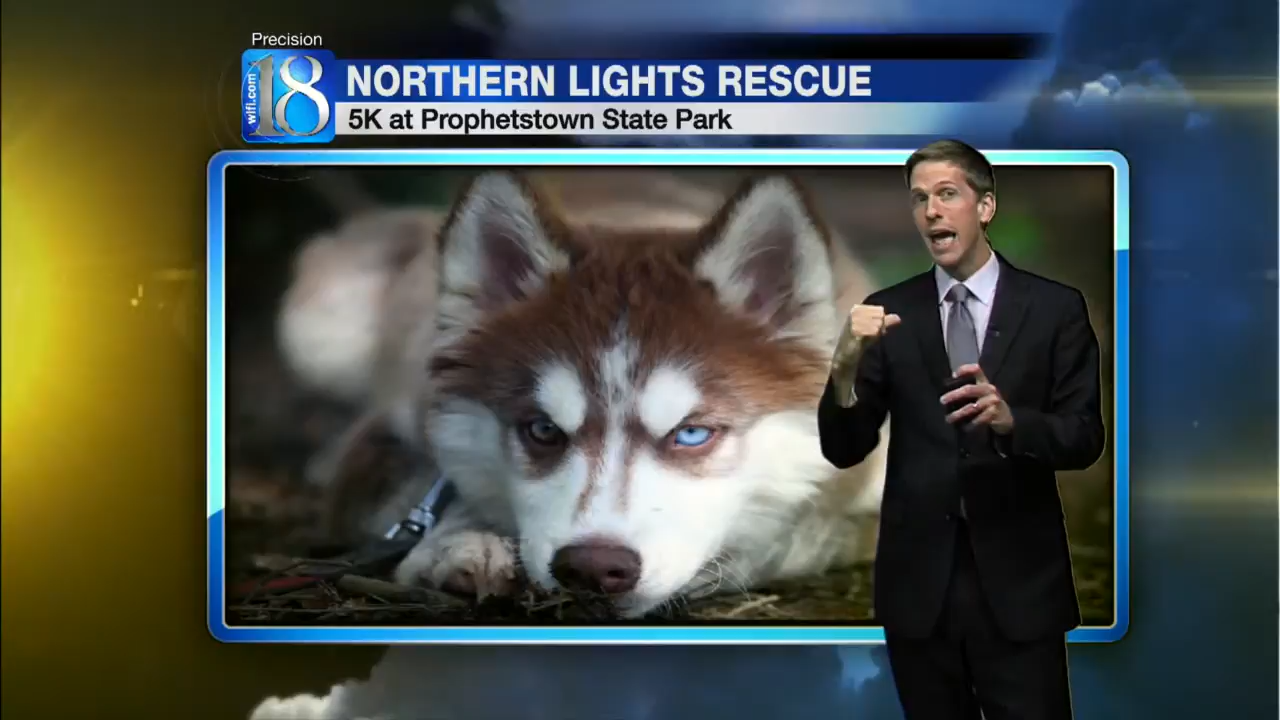 Precision
wlfi.com
18
NORTHERN LIGHTS RESCUE
5K at Prophetstown State Park